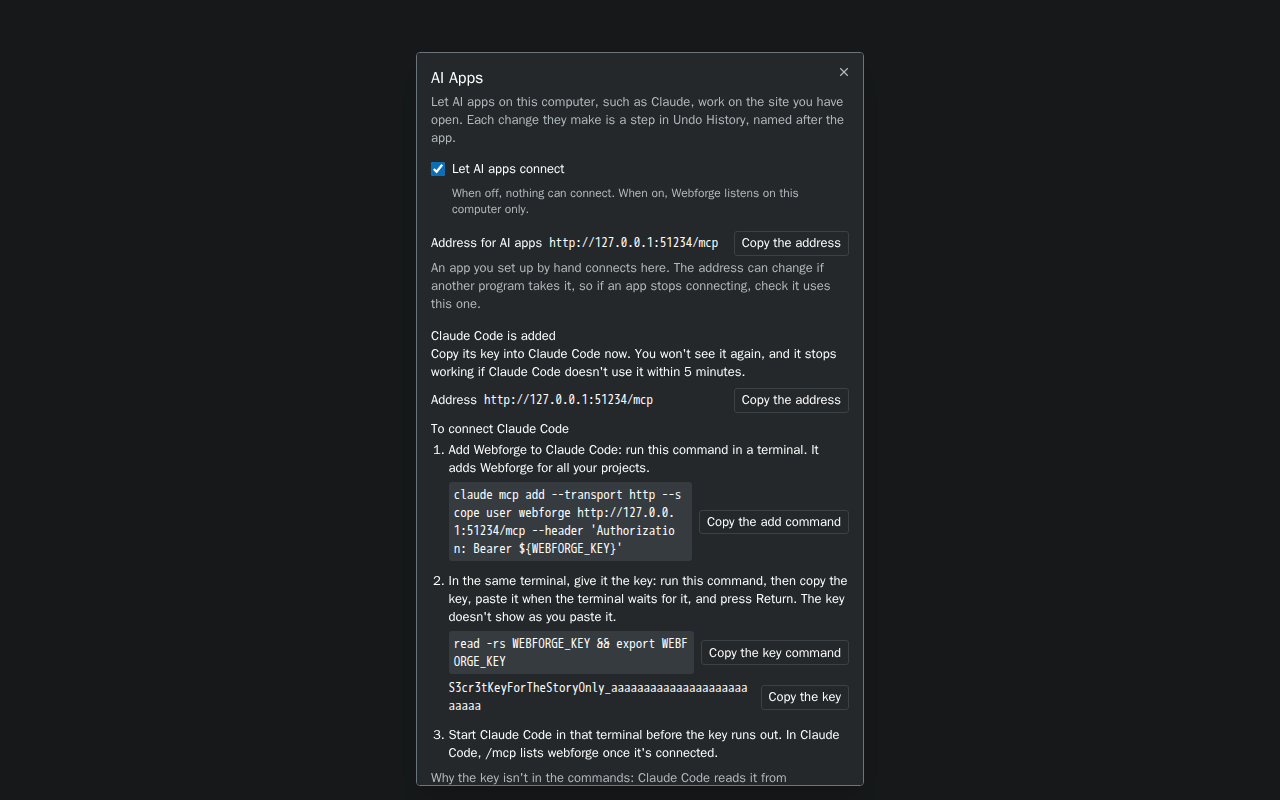 AI Apps
Let AI apps on this computer, such as Claude, work on the site you have
open. Each change they make is a step in Undo History, named after the
app.
Let AI apps connect
When off, nothing can connect. When on, Webforge listens on this
computer only.
Address for AI apps http://127.0.0.1:51234/mcp Copy the address
An app you set up by hand connects here. The address can change if
another program takes it, so if an app stops connecting, check it uses
this one.
Claude Code is added
Copy its key into Claude Code now. You won't see it again, and it stops
working if Claude Code doesn't use it within 5 minutes.
Address http://127.0.0.1:51234/mcp Copy the address
To connect Claude Code
1. Add Webforge to Claude Code: run this command in a terminal. It
adds Webforge for all your projects.
claude mcp add --transport http --s
cope user webforge http://127.0.0.
1:51234/mcp --header 'Authorizatio
n: Bearer ${WEBFORGE_KEY}'
Copy the add command
2. In the same terminal, give it the key: run this command, then copy the
key, paste it when the terminal waits for it, and press Return. The key
doesn't show as you paste it.
read -rs WEBFORGE_KEY && export WEBF
ORGE_KEY
Copy the key command
S3cr3tKeyForTheStoryOnly_aaaaaaaaaaaaaaaaaaaaa
aaaaa
Copy the key
3. Start Claude Code in that terminal before the key runs out. In Claude
Code, /mcp lists webforge once it's connected.
Why the key isn't in the commands: Claude Code reads it from